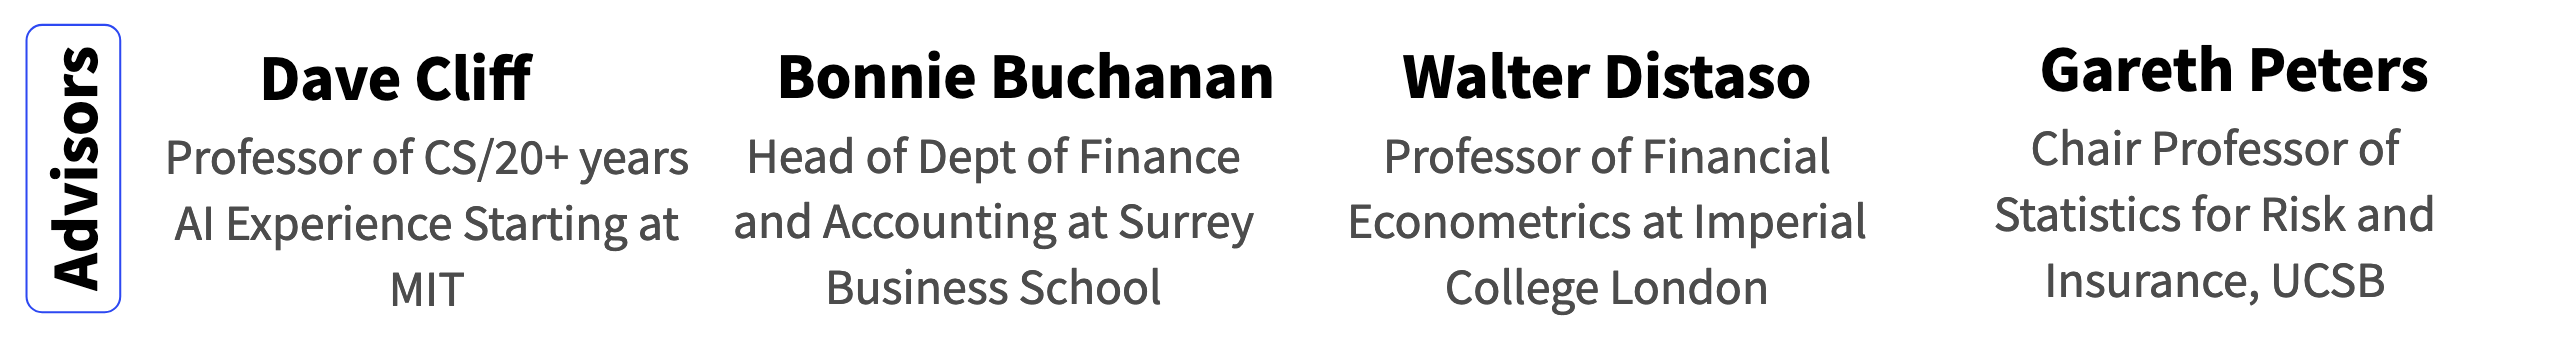 Advisors
Dave Cliff
Professor of CS/20+ years
AI Experience Starting at
MIT
Bonnie Buchanan
Head of Dept of Finance
and Accounting at Surrey
Business School
Walter Distaso
Professor of Financial
Econometrics at Imperial
College London
Gareth Peters
Chair Professor of
Statistics for Risk and
Insurance, UCSB